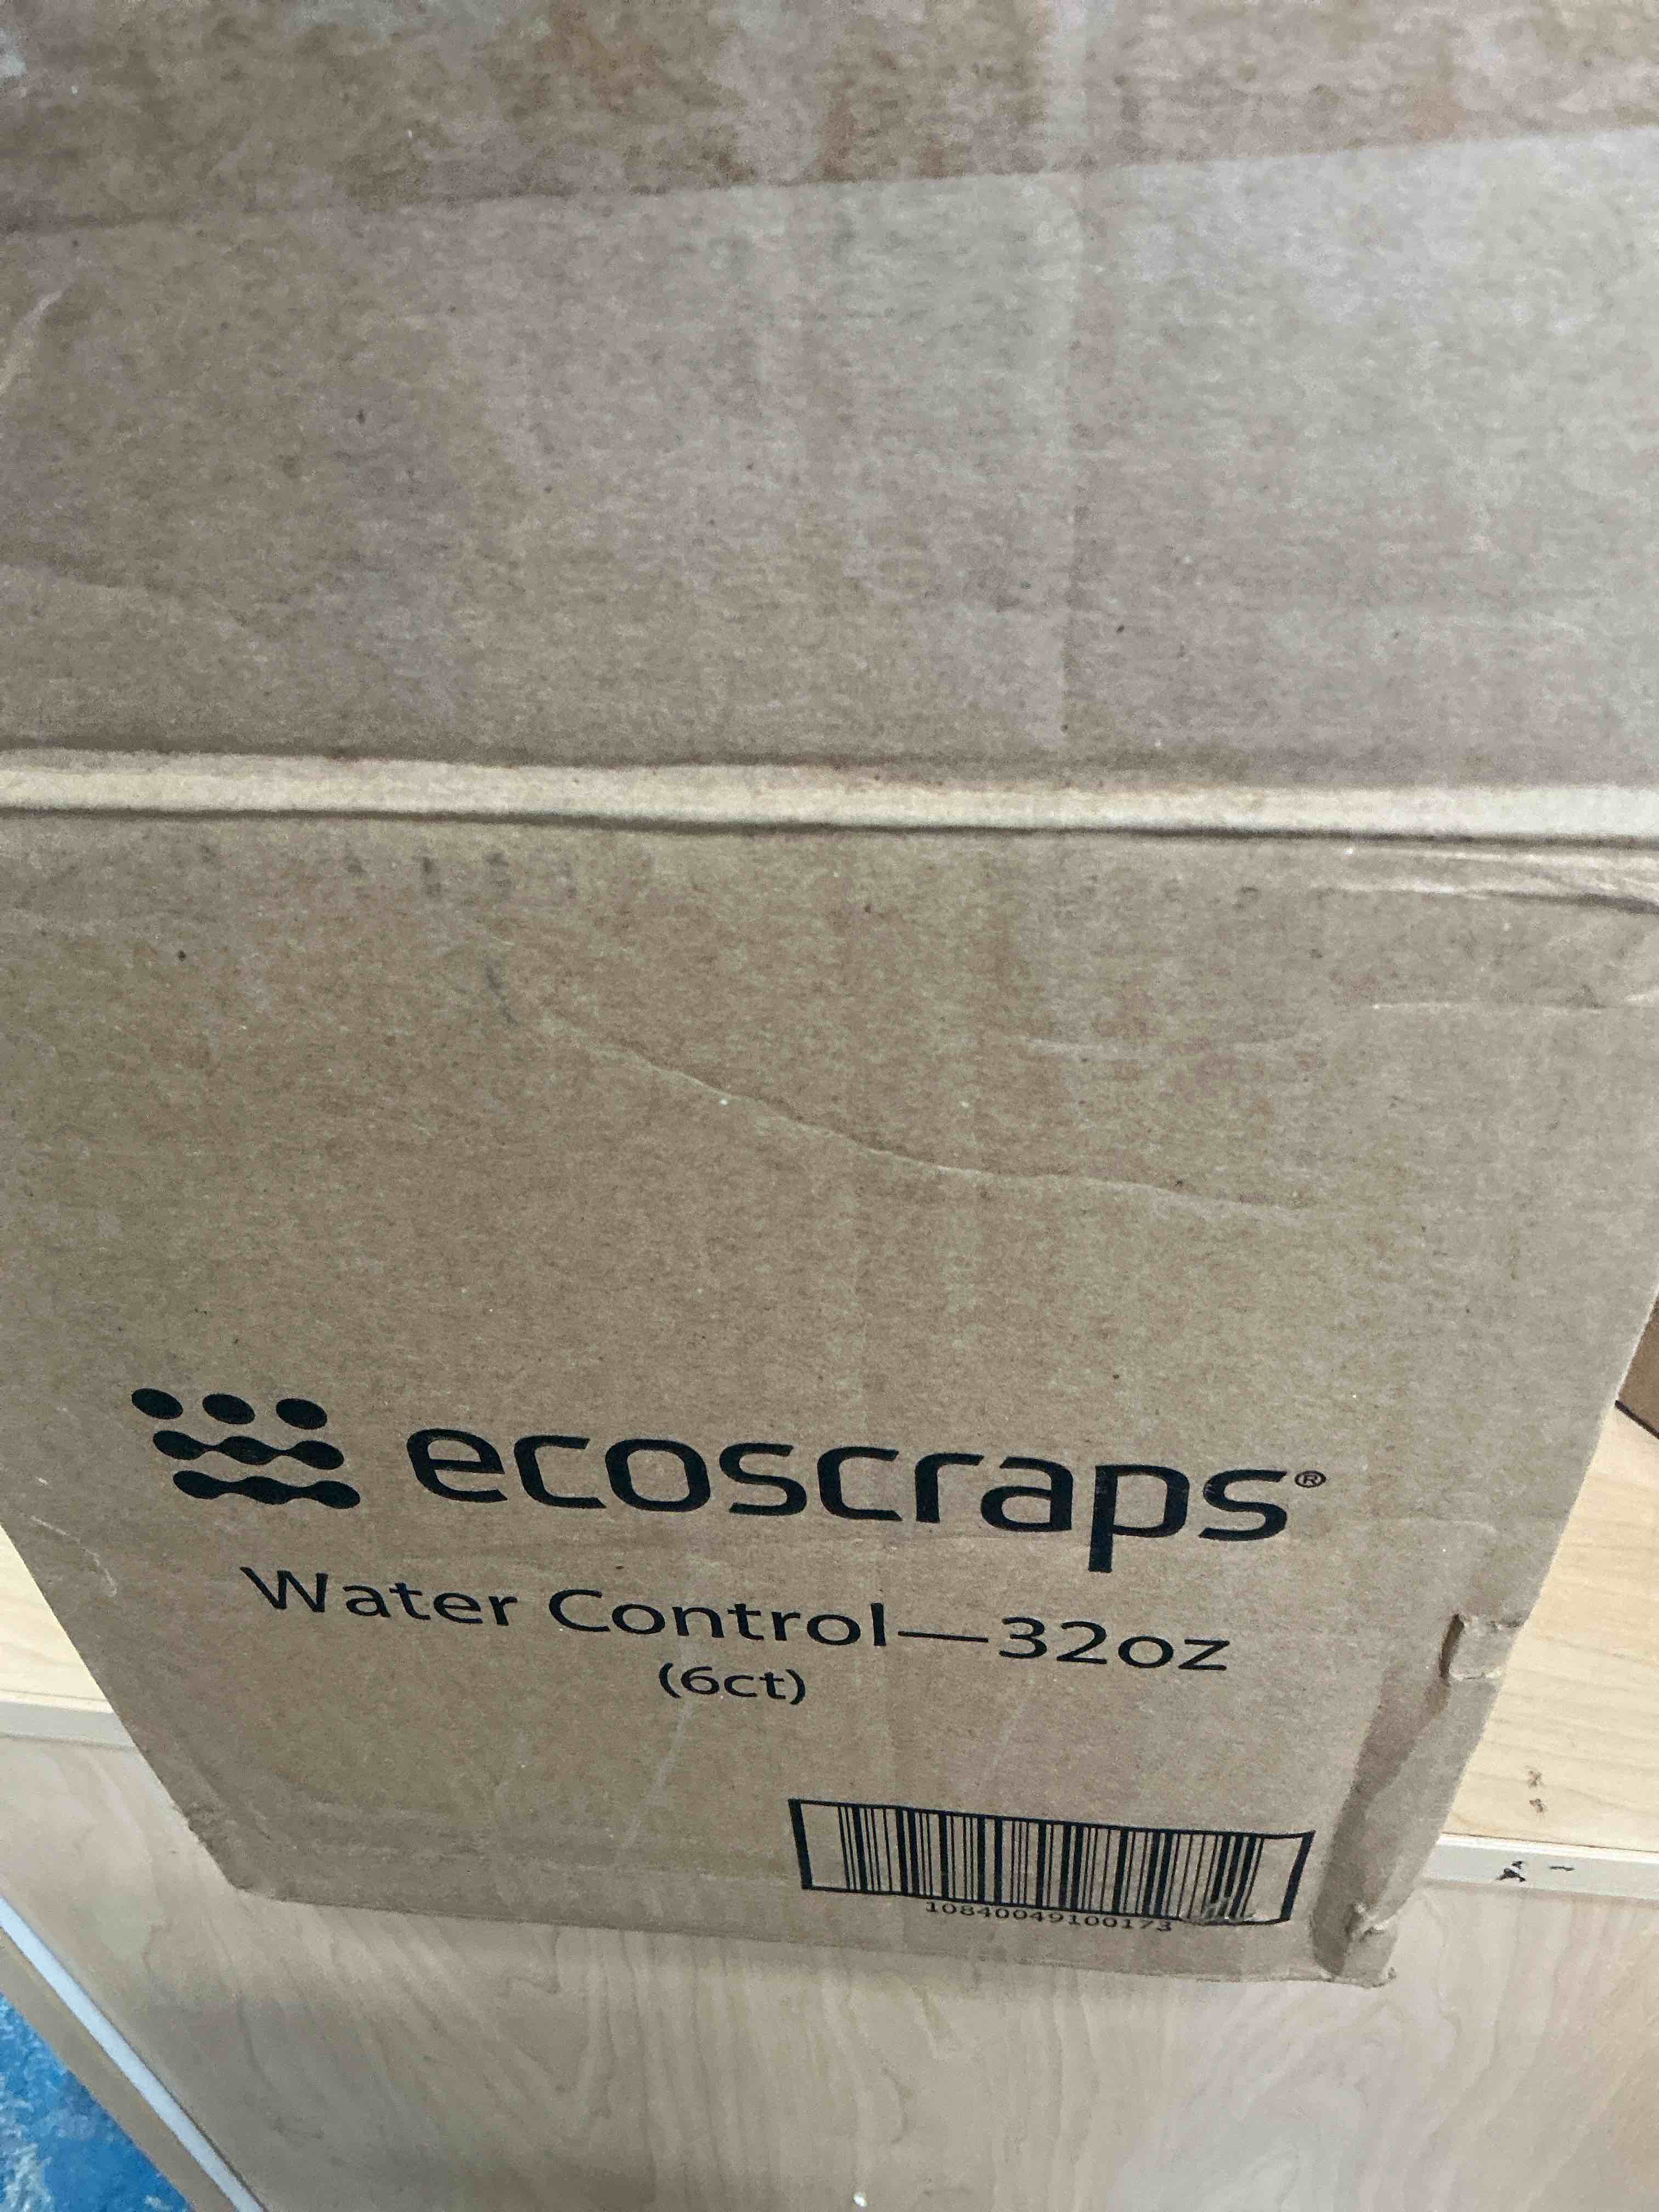 ecoscraps®
Water Control—32oz
(6ct)
10840049100173